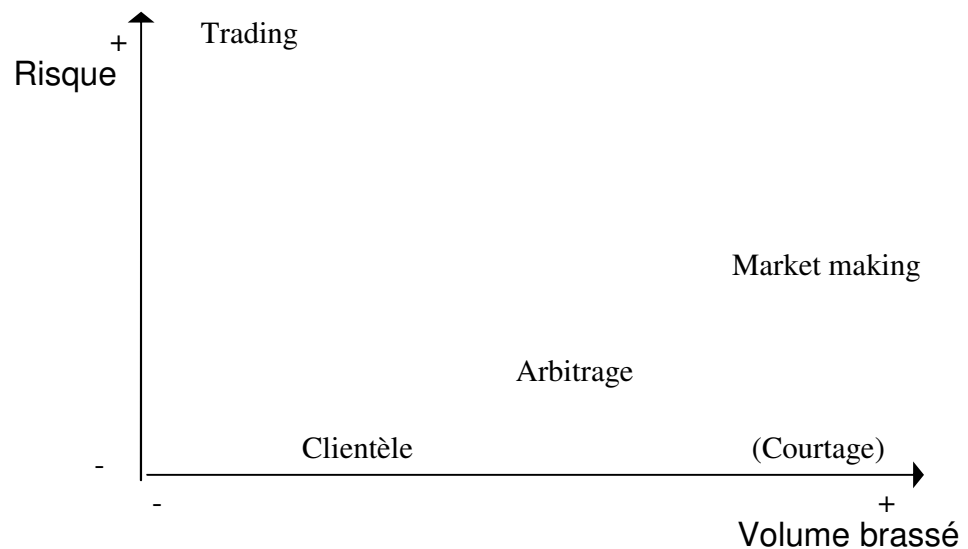 Trading
+
Risque
Market making
Arbitrage
Clientèle (Courtage)
-
- +
Volume brassé